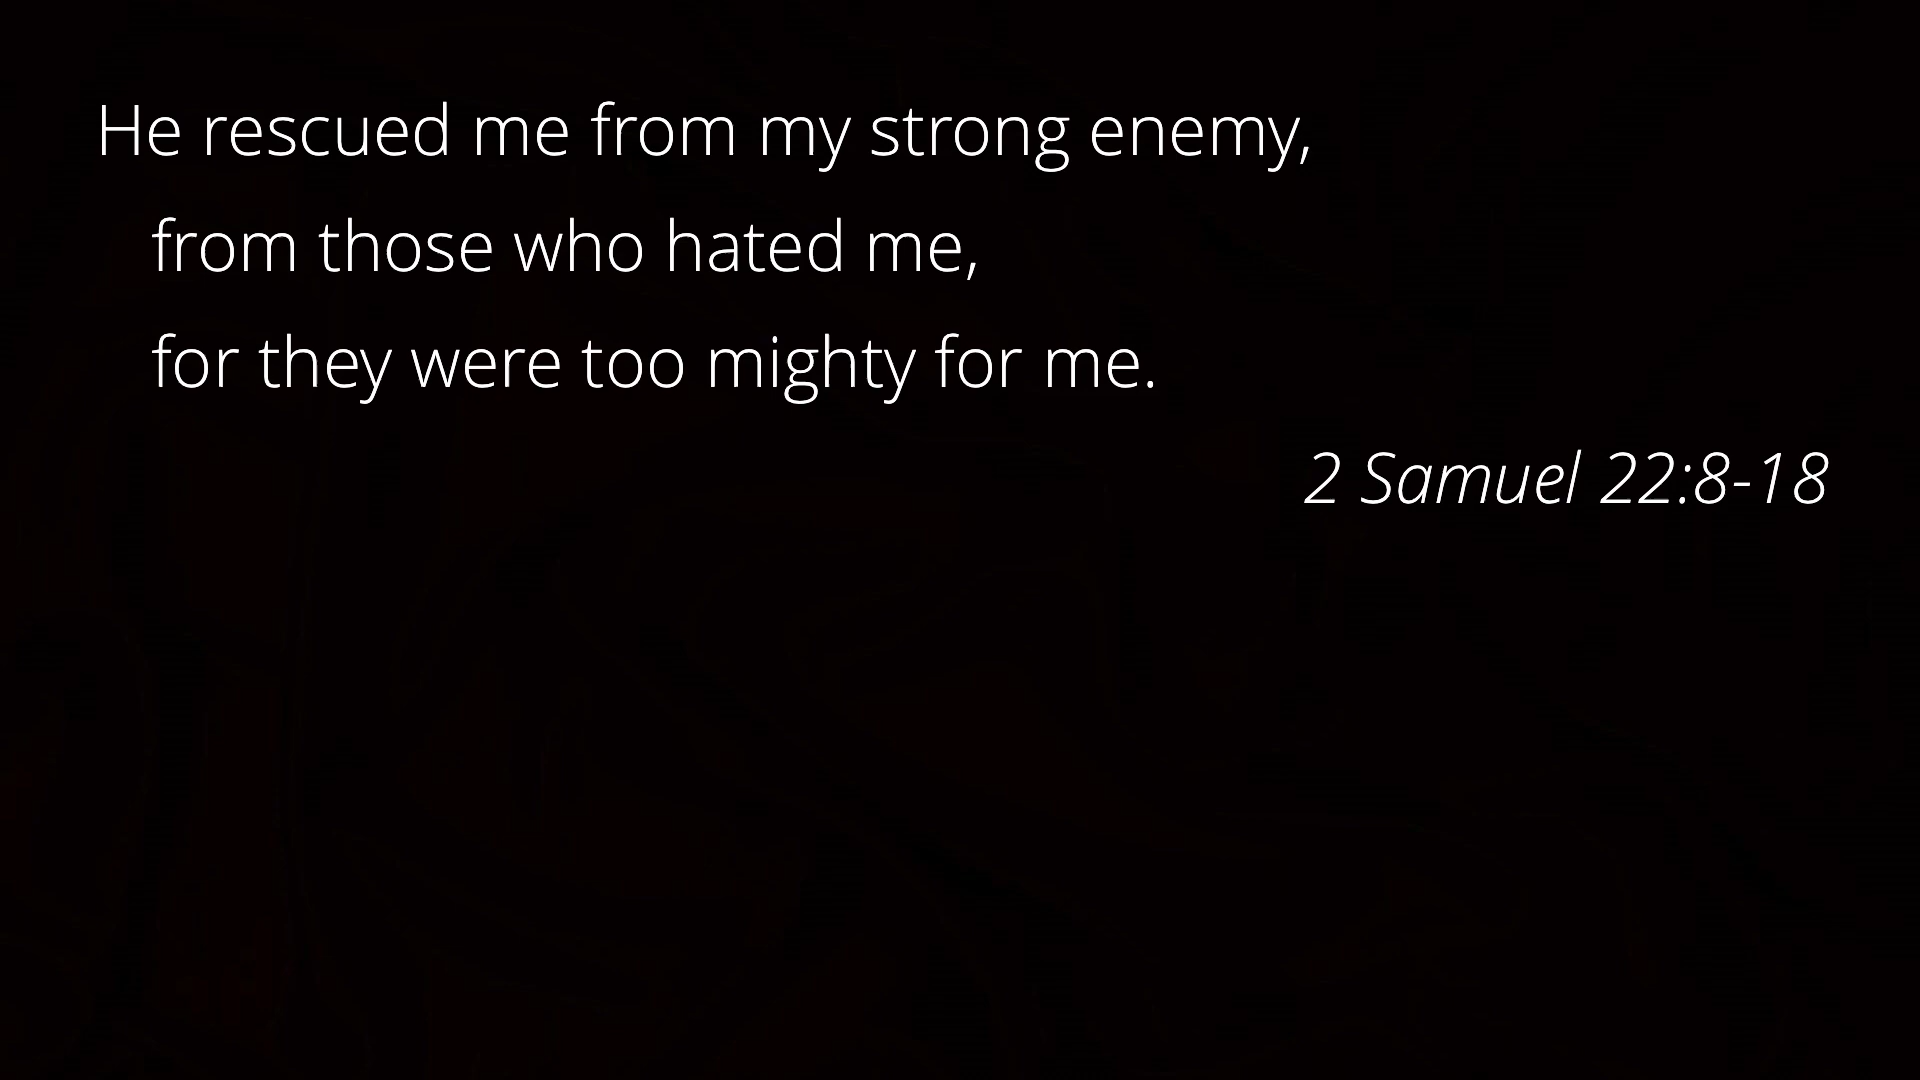 He rescued me from my strong enemy,
from those who hated me,
for they were too mighty for me.
2 Samuel 22:8-18